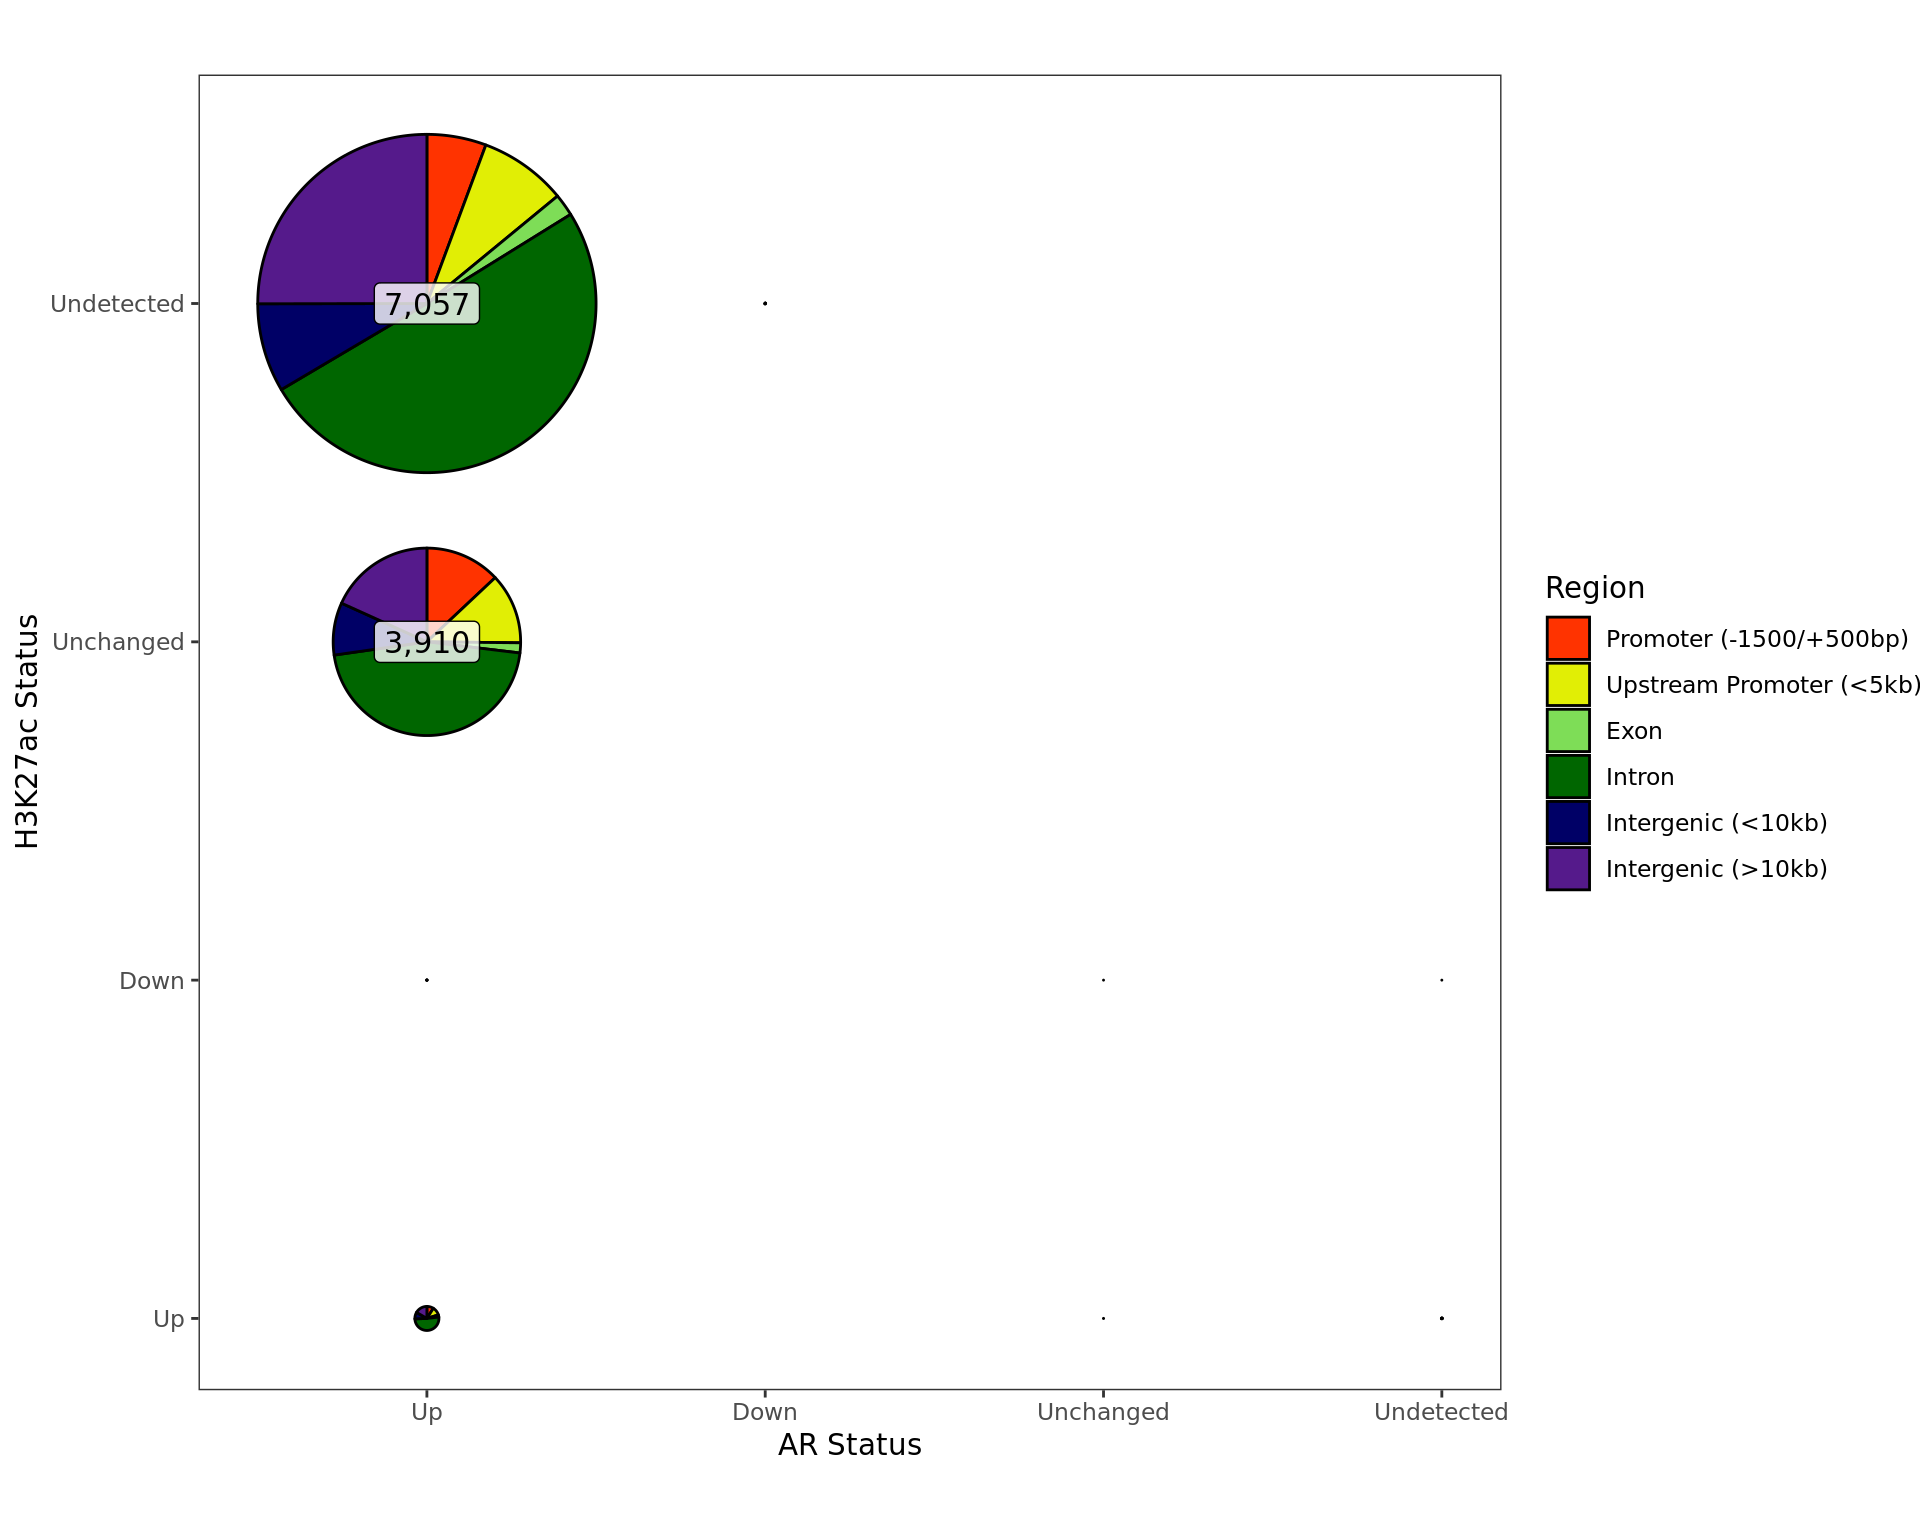 7,057
Undetected
3,910
Unchanged
H3K27ac Status
Down
Up
Up
Down
Unchanged
Undetected
AR Status
Region
Promoter (-1500/+500bp)
Upstream Promoter (<5kb)
Exon
Intron
Intergenic (<10kb)
Intergenic (>10kb)